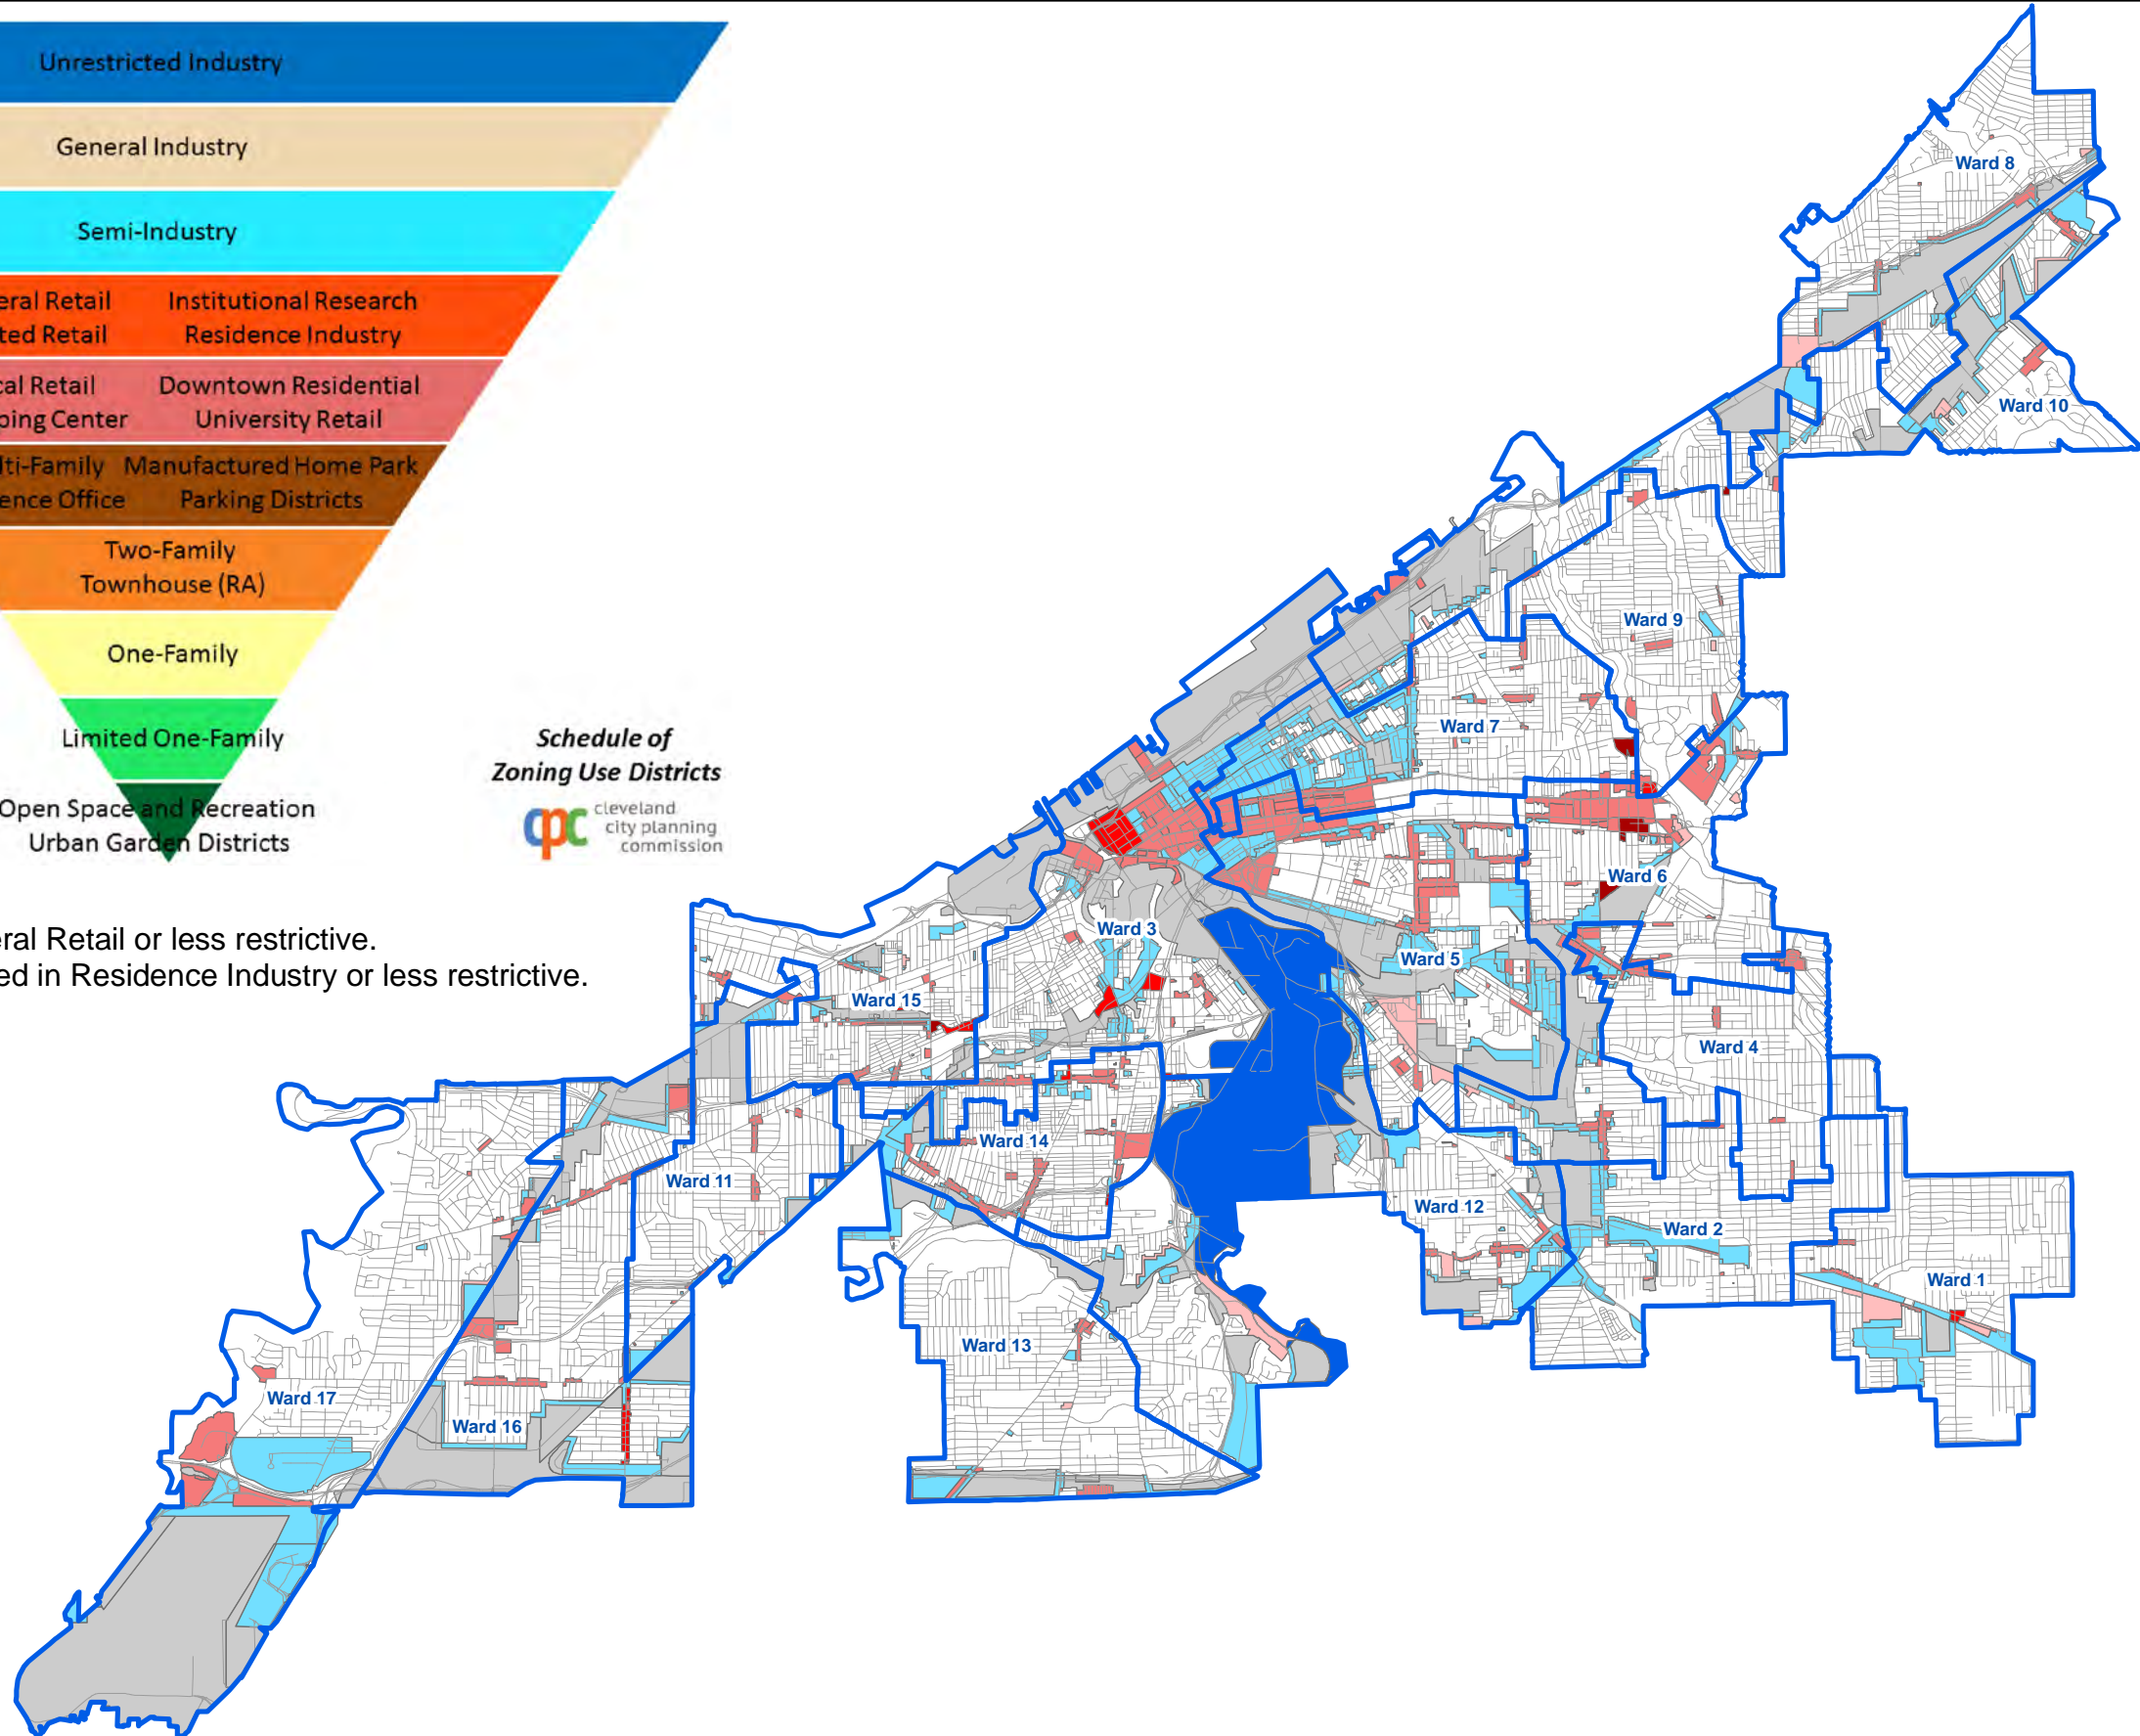 Unrestricted Industry
General Industry
Semi-Industry
eral Retail Institutional Research
ted Retail Residence Industry
cal Retail Downtown Residential
ping Center University Retail
lti-Family Manufactured Home Park
ence Office Parking Districts
Two-Family
Townhouse (RA)
One-Family
Limited One-Family
Open Space and Recreation
Urban Garden Districts
Schedule of
Zoning Use Districts
cpc
cleveland
city planning
commission
eral Retail or less restrictive.
ed in Residence Industry or less restrictive.
Ward 8
Ward 10
Ward 9
Ward 7
Ward 6
Ward 3
Ward 5
Ward 15
Ward 4
Ward 14
Ward 11
Ward 12
Ward 2
Ward 1
Ward 13
Ward 17
Ward 16